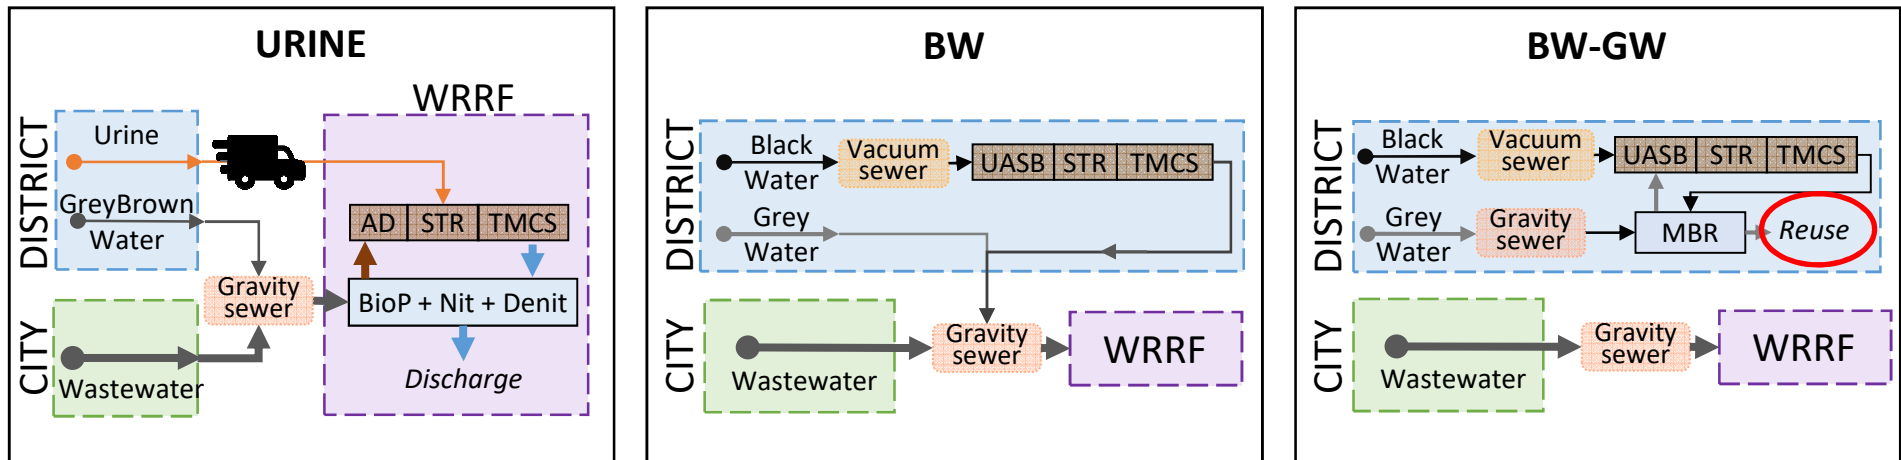 URINE
WRRF
DISTRICT
Urine
GreyBrown
Water
AD STR TMCS
Gravity
sewer
BioP + Nit + Denit
CITY
Wastewater
Discharge
BW
DISTRICT
Black
Water
Vacuum
sewer
UASB STR TMCS
Grey
Water
CITY
Wastewater
Gravity
sewer
WRRF
BW-GW
DISTRICT
Black
Water
Vacuum
sewer
UASB STR TMCS
Grey
Water
Gravity
sewer
MBR
Reuse
CITY
Wastewater
Gravity
sewer
WRRF